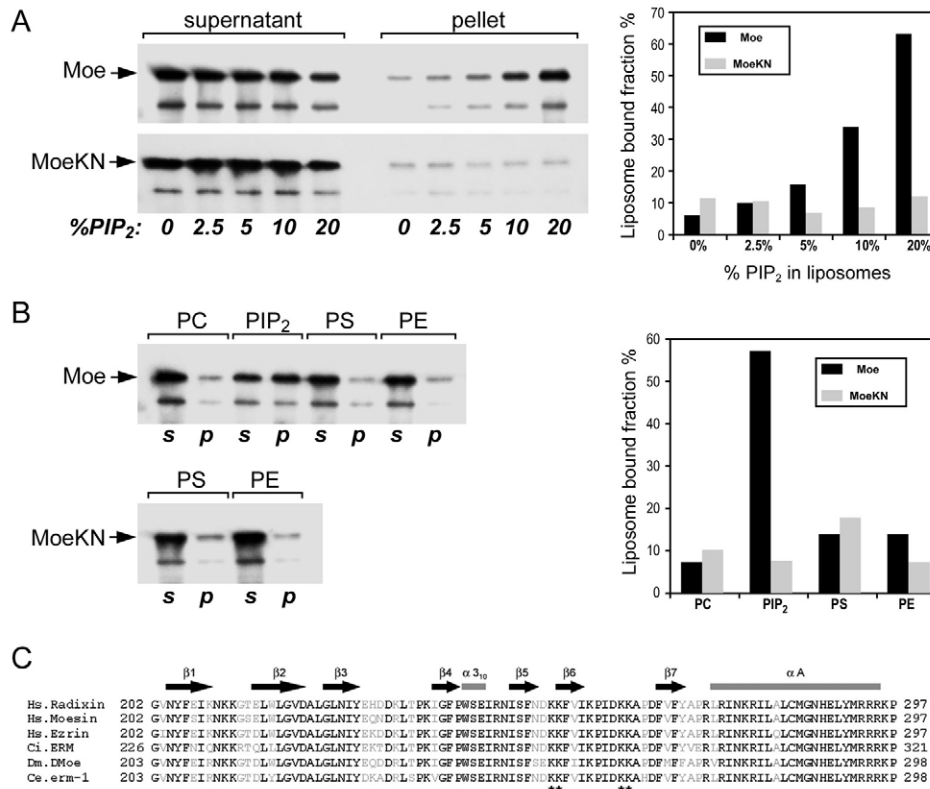 A
supernatant pellet
Moe
MoeKN
%PIP2: 0 2.5 5 10 20 0 2.5 5 10 20
Liposome bound fraction %
70
60
50
40
30
20
10
0
Moe
MoeKN
0% 2.5% 5% 10% 20%
% PIP2 in liposomes
B
PC PIP2 PS PE
Moe
s p s p s p s p
PS PE
MoeKN
s p s p
Liposome bound fraction %
60
50
40
30
20
10
0
Moe
MoeKN
PC PIP2 PS PE
C
β1 β2 β3 β4 α 310 β5 β6 β7 α A
Hs.Radixin 202 GVNYFEIKNKKGTELWLGVDALGLNIYEHDDKLTPKIGFPWSEIRNISFNDKKFVIKPIDKKAPDFVFYAPRLRINKRILALCMGNHELYMRRRKP 297
Hs.Moesin 202 GVNYFSIKNKKGSELWLGVDALGLNIYEQNDRLTPKIGFPWSEIRNISFNDKKFVIKPIDKKAPDFVFYAPRLRINKRILALCMGNHELYMRRRKP 297
Hs.Ezrin 202 GINYFEIKNKKGTDLWLGVDALGLNIYEKDDKLTPKIGFPWSEIRNISFNDKKFVIKPIDKKAPDFVFYAPRLRINKRILQLCMGNHELYMRRRKP 297
Ci.ERM 226
321
Dm.DMoe 203
298
Ce.erm-1 203
298
** **